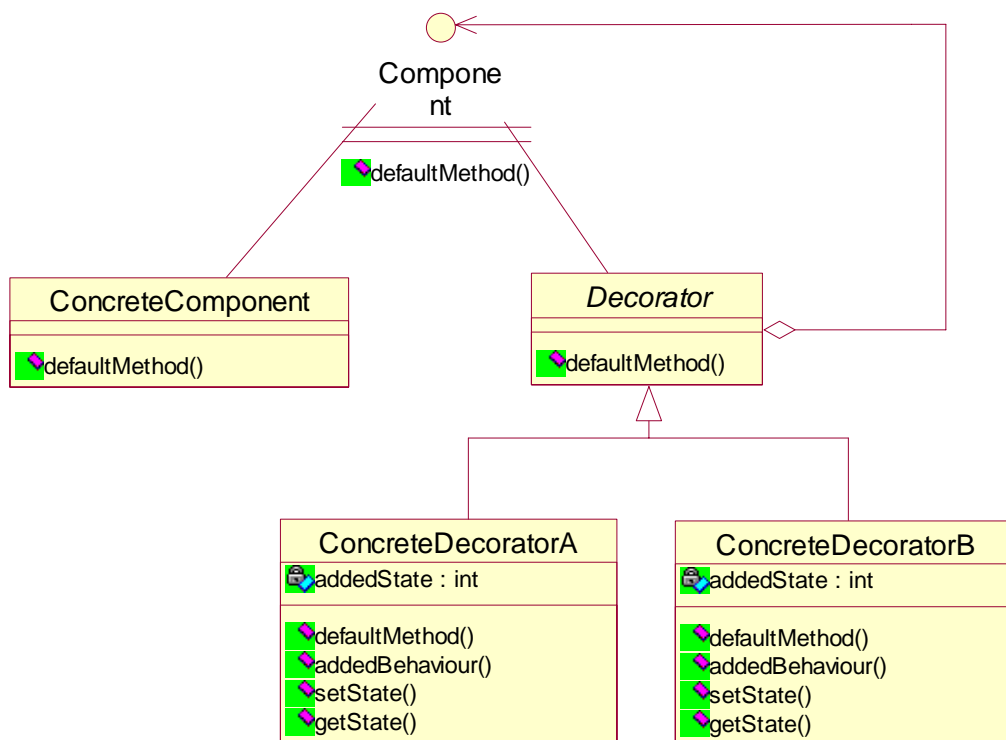 Compone
nt
defaultMethod()
ConcreteComponent
defaultMethod()
Decorator
defaultMethod()
ConcreteDecoratorA
addedState : int
defaultMethod()
addedBehaviour()
setState()
getState()
ConcreteDecoratorB
addedState : int
defaultMethod()
addedBehaviour()
setState()
getState()